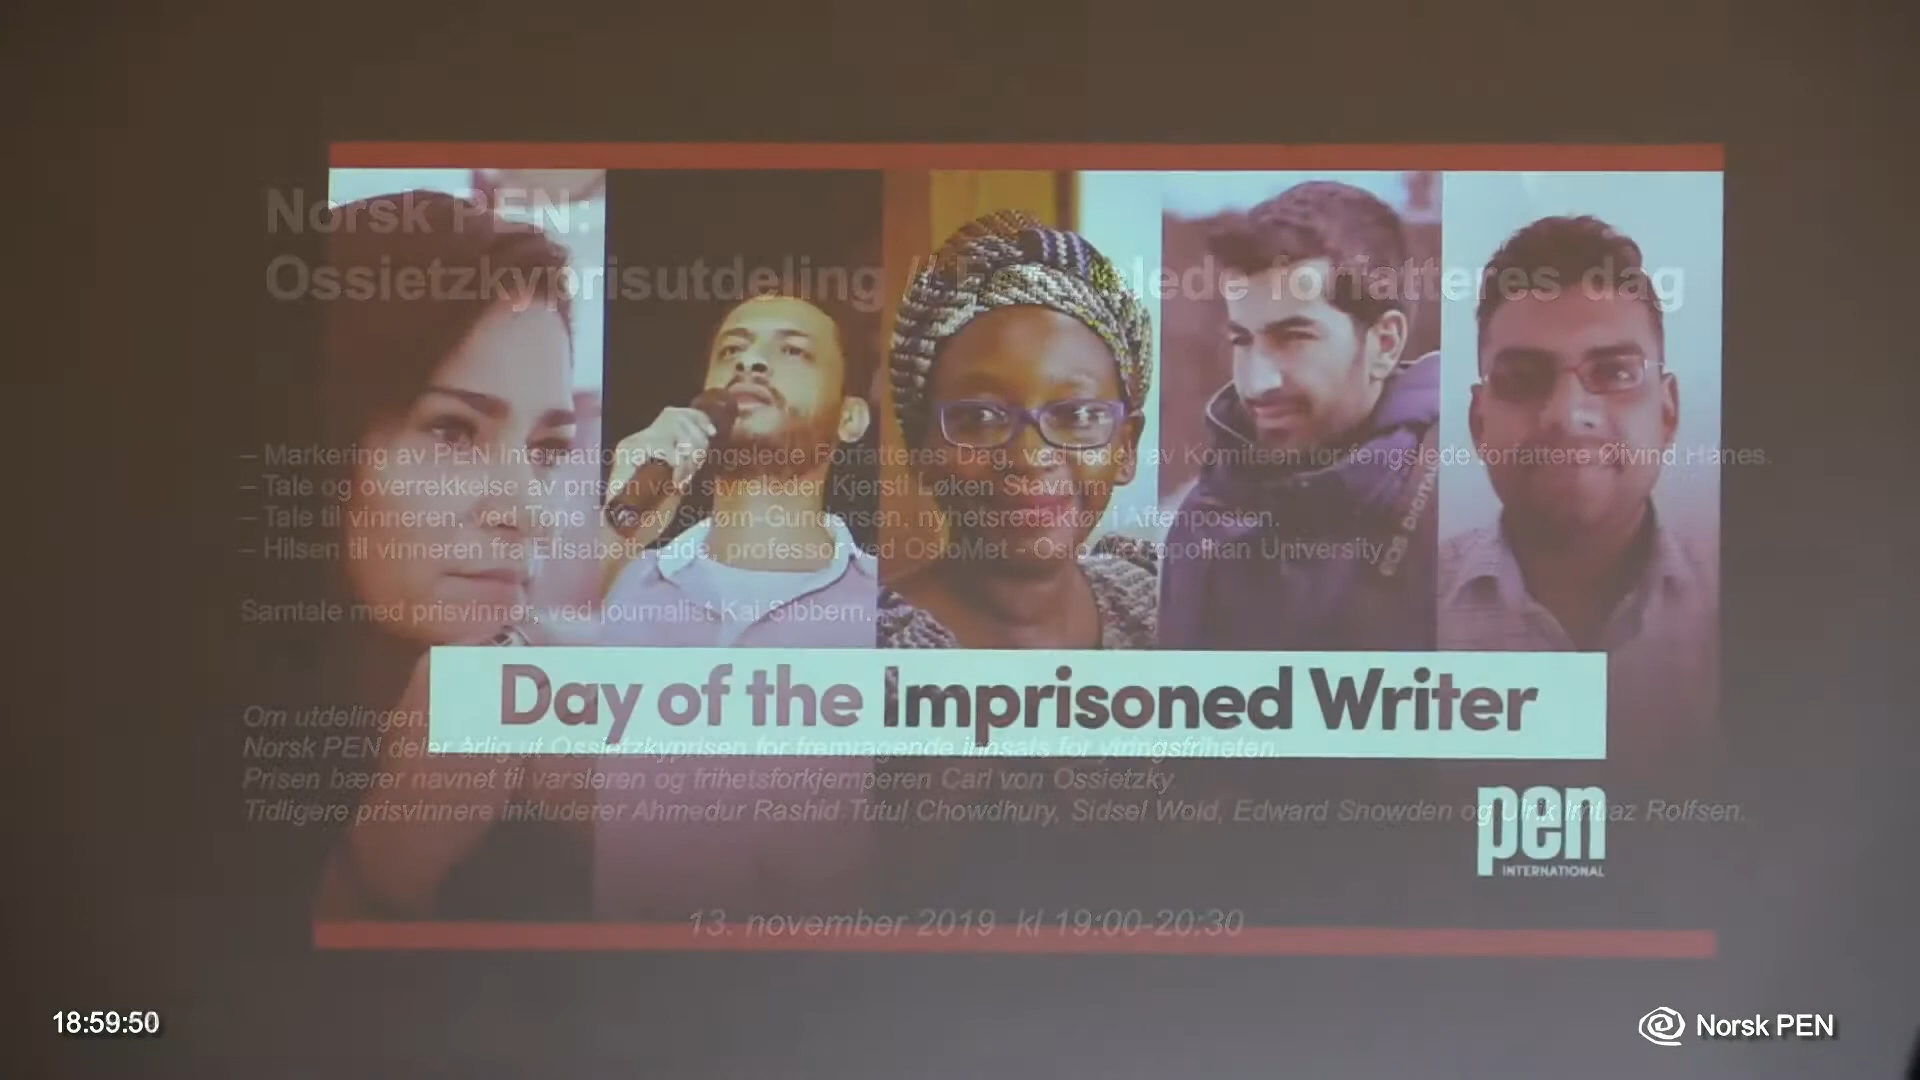 Norsk PEN:
Ossietzkyprisutdeling // Fengslede forfatteres dag
– Markering av PEN Internationals Fengslede Forfatteres Dag, ved leder av Komiteen for fengslede forfattere Øivind Hånes.
– Tale og overrekkelse av prisen ved styreleder Kjersti Løken Stavrum.
– Tale til vinneren, ved Tone Strøm-Gundersen, nyhetsredaktør i Aftenposten.
– Hilsen til vinneren fra Elisabeth Eide, professor ved OsloMet - Oslo Metropolitan University
Samtale med prisvinner, ved journalist Kai Sibbern.
Day of the Imprisoned Writer
Om utdelingen:
Norsk PEN deler årlig ut Ossietzkyprisen for fremragende innsats for ytringsfriheten.
Prisen bærer navnet til varsleren og frihetsforkjemperen Carl von Ossietzky
Tidligere prisvinnere inkluderer Ahmedur Rashid Tutul Chowdhury, Sidsel Wold, Edward Snowden og Ulrik Imtiaz Rolfsen.
pen
INTERNATIONAL
13. november 2019 kl 19:00-20:30
18:59:50
Norsk PEN